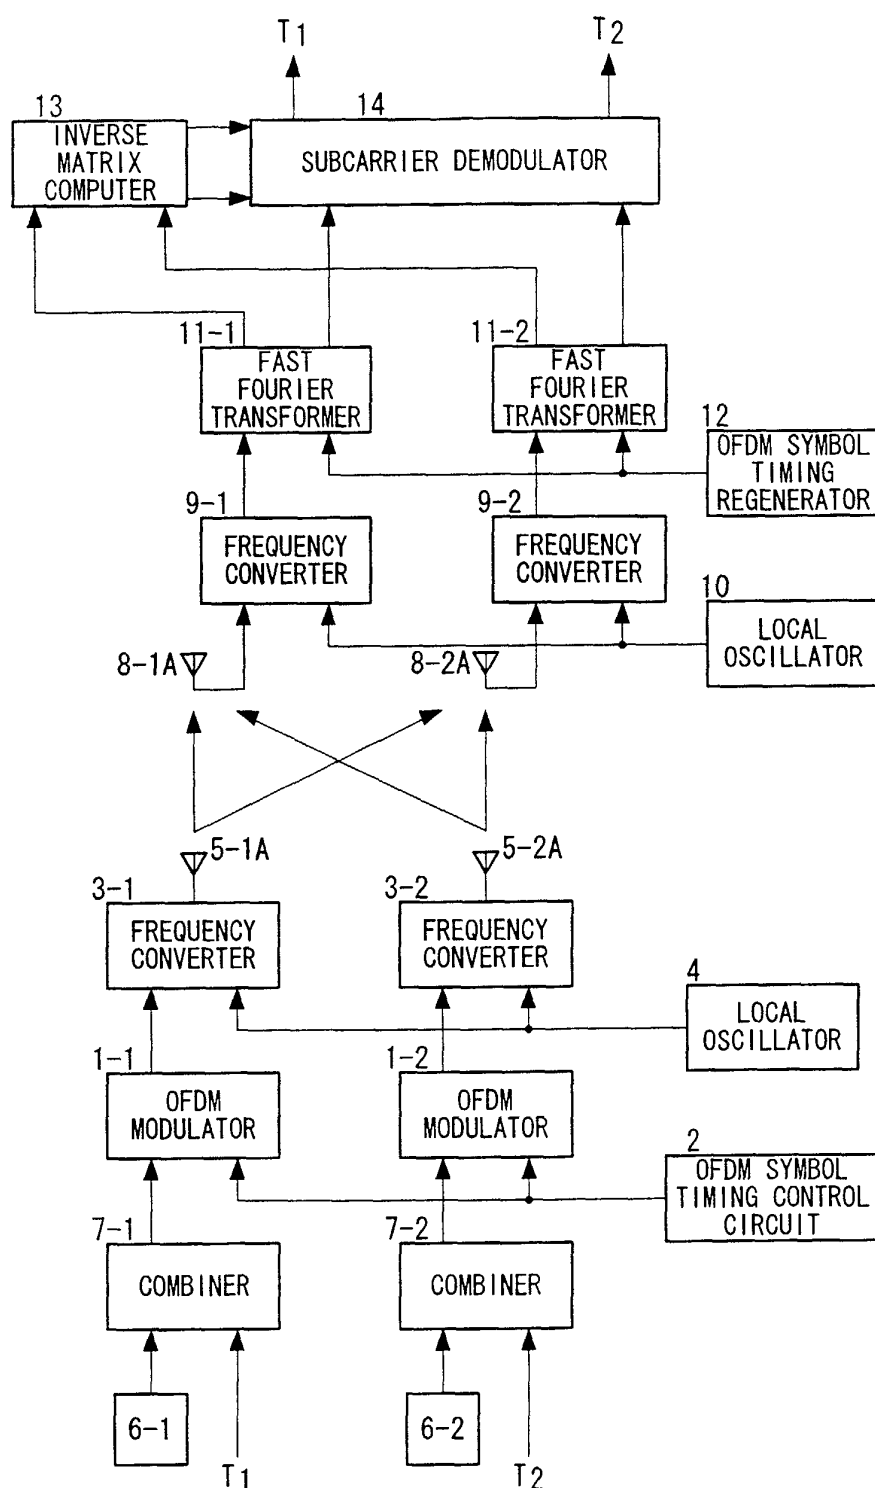 T1
T2
13
14
INVERSE
MATRIX
COMPUTER
SUBCARRIER DEMODULATOR
11-1
11-2
FAST
FOURIER
TRANSFORMER
FAST
FOURIER
TRANSFORMER
12
OFDM SYMBOL
TIMING
REGENERATOR
9-1
9-2
FREQUENCY
CONVERTER
FREQUENCY
CONVERTER
10
LOCAL
OSCILLATOR
8-1A
8-2A
5-1A
5-2A
3-1
3-2
FREQUENCY
CONVERTER
FREQUENCY
CONVERTER
4
LOCAL
OSCILLATOR
1-1
1-2
OFDM
MODULATOR
OFDM
MODULATOR
2
OFDM SYMBOL
TIMING CONTROL
CIRCUIT
7-1
7-2
COMBINER
COMBINER
6-1
6-2
T1
T2